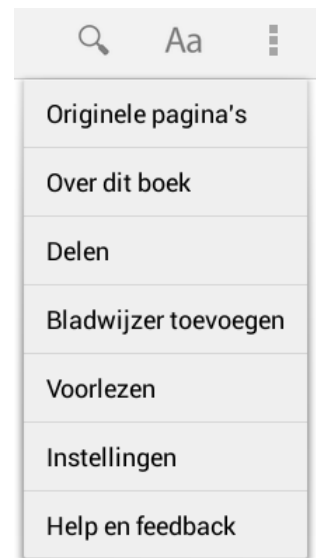 Aa
Originele pagina's
Over dit boek
Delen
Bladwijzer toevoegen
Voorlezen
Instellingen
Help en feedback